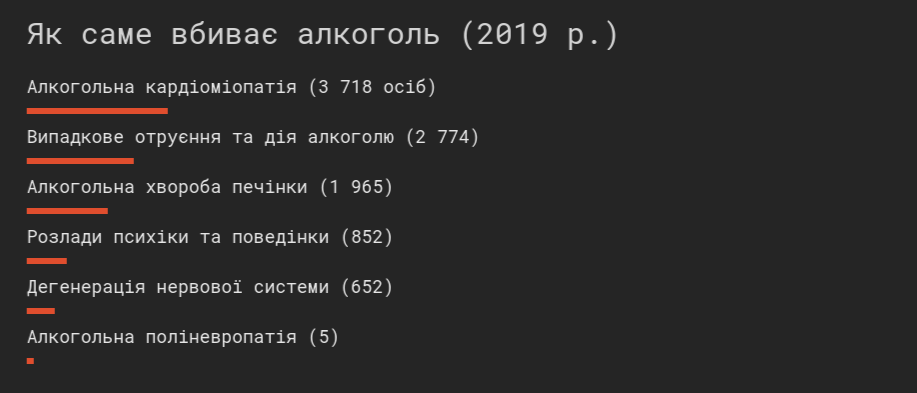 Як саме вбиває алкоголь (2019 р.)
Алкогольна кардіоміопатія (3 718 осіб)
Випадкове отруєння та дія алкоголю (2 774)
Алкогольна хвороба печінки (1 965)
Розлади психіки та поведінки (852)
Дегенерація нервової системи (652)
Алкогольна поліневропатія (5)